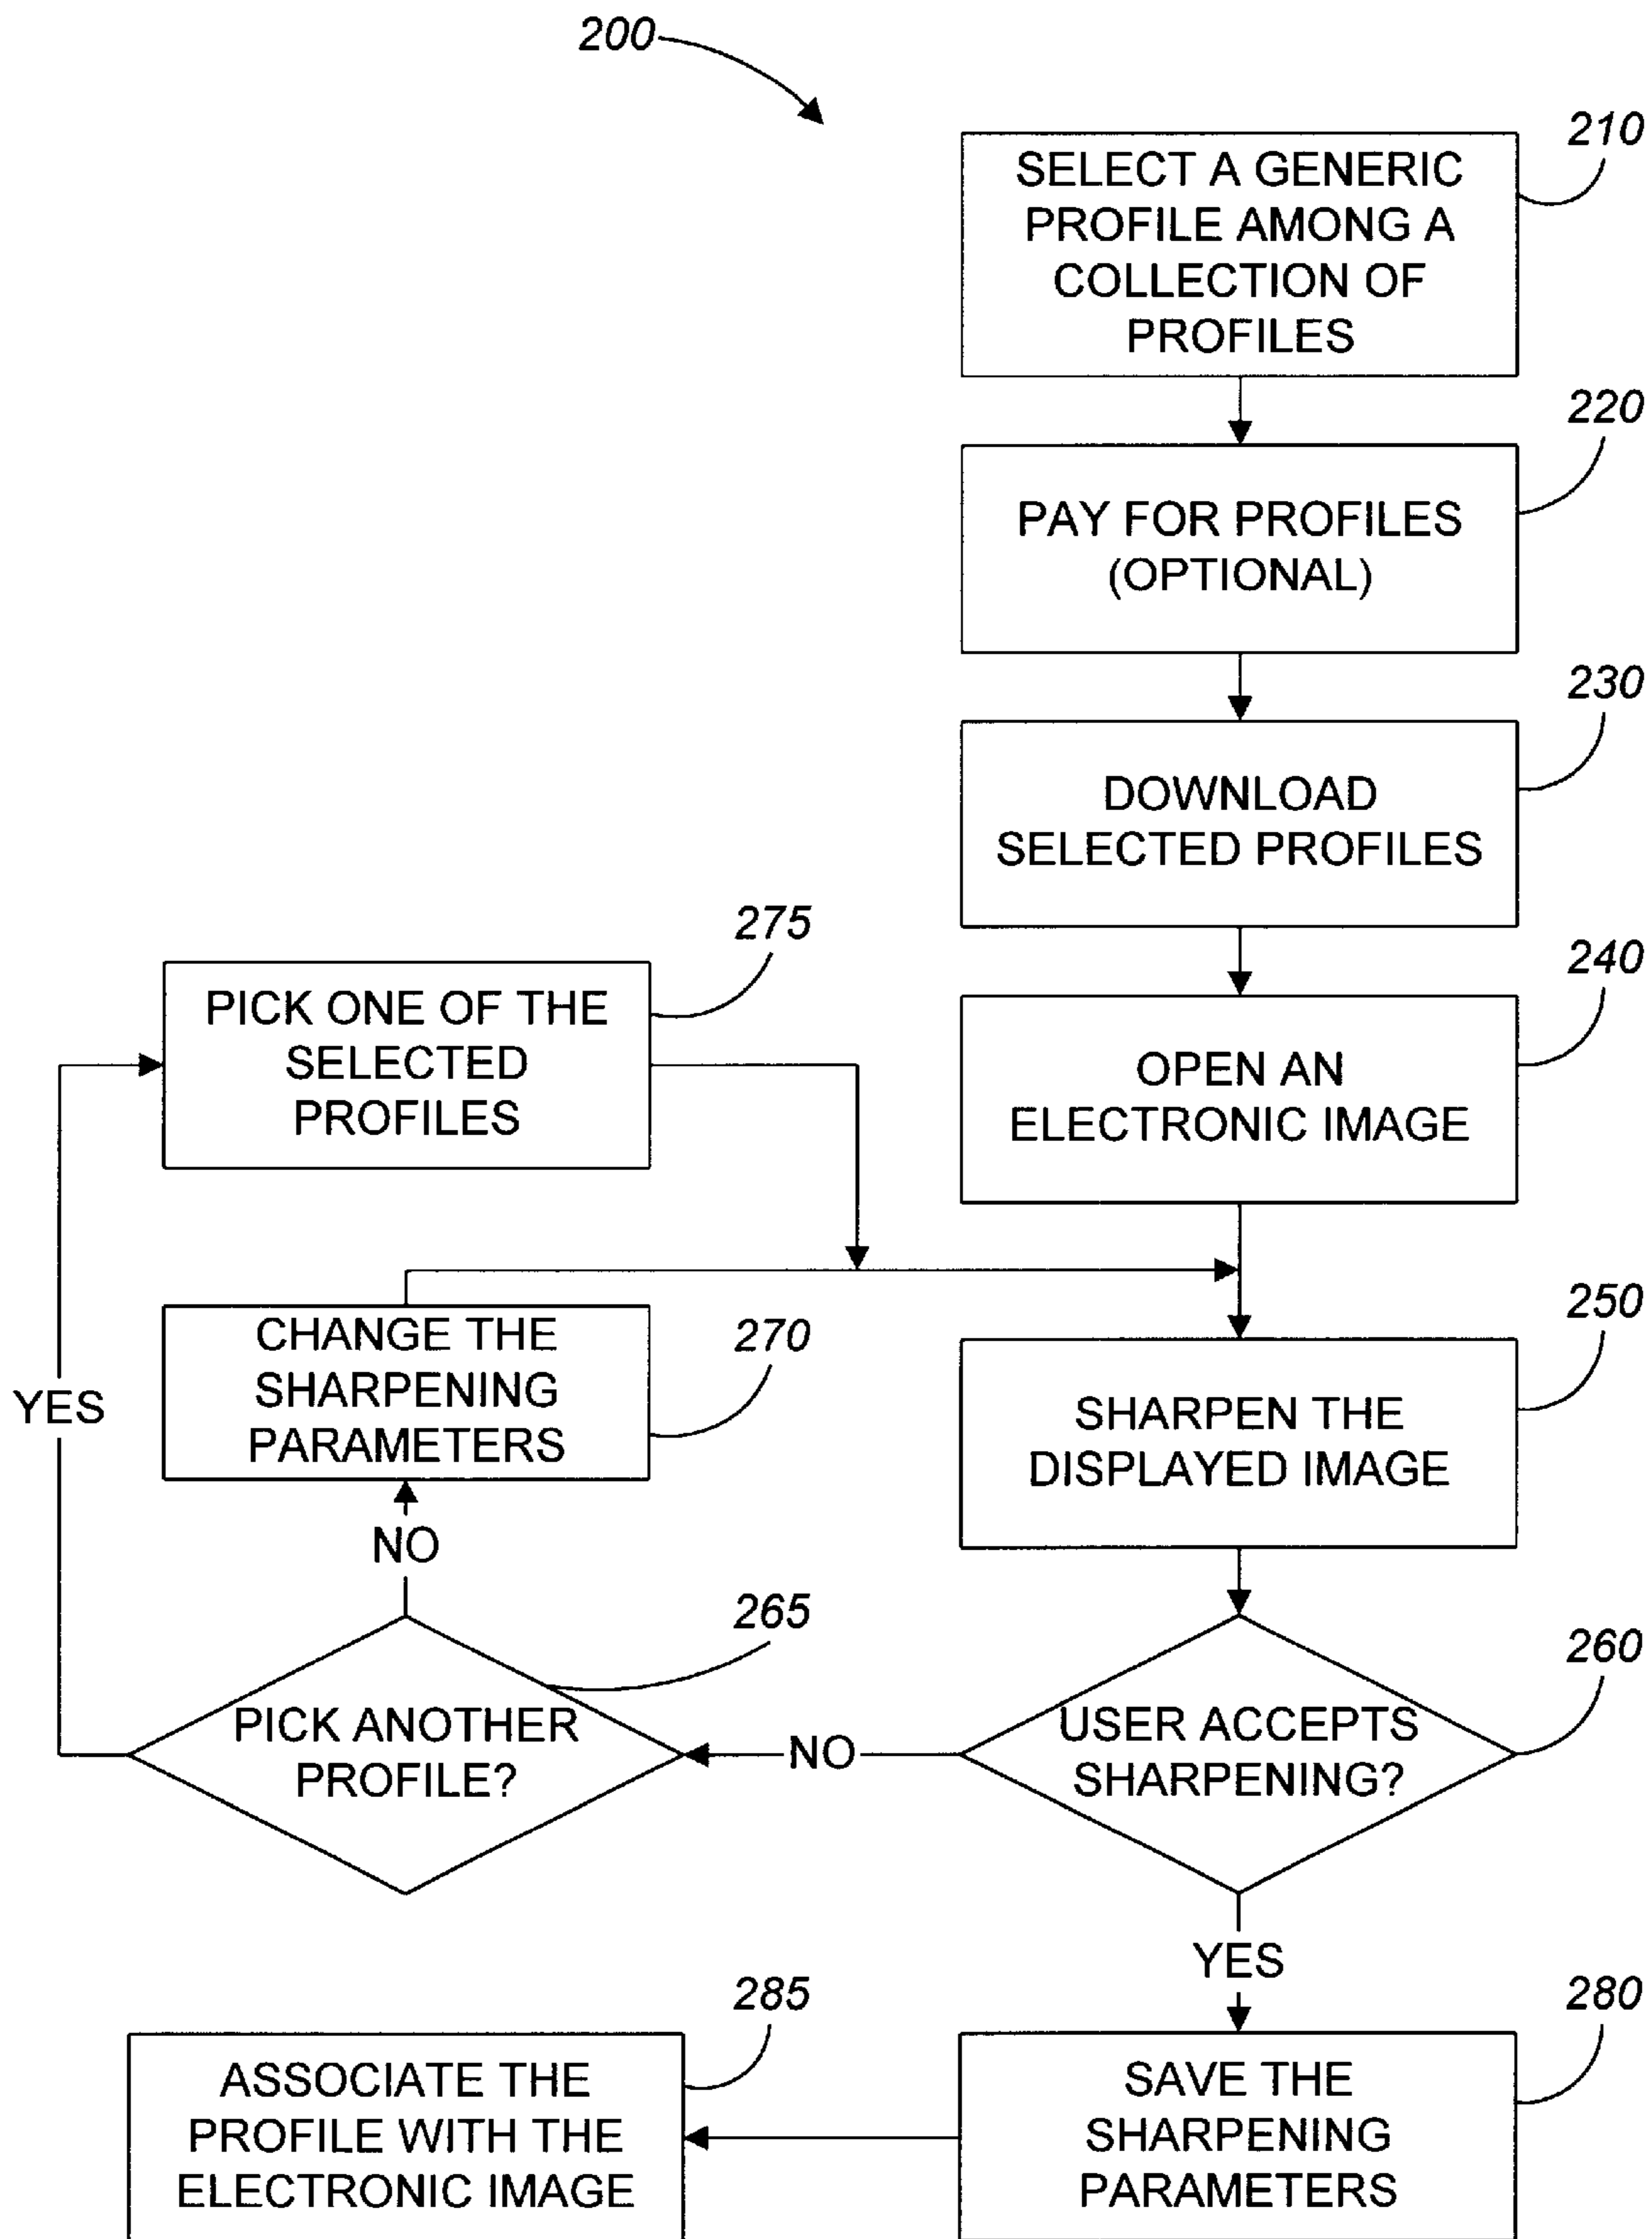 200
210
SELECT A GENERIC
PROFILE AMONG A
COLLECTION OF
PROFILES
220
PAY FOR PROFILES
(OPTIONAL)
230
DOWNLOAD
SELECTED PROFILES
275
PICK ONE OF THE
SELECTED
PROFILES
240
OPEN AN
ELECTRONIC IMAGE
270
CHANGE THE
SHARPENING
PARAMETERS
250
SHARPEN THE
DISPLAYED IMAGE
YES
NO
265
PICK ANOTHER
PROFILE?
NO
260
USER ACCEPTS
SHARPENING?
YES
285
ASSOCIATE THE
PROFILE WITH THE
ELECTRONIC IMAGE
280
SAVE THE
SHARPENING
PARAMETERS